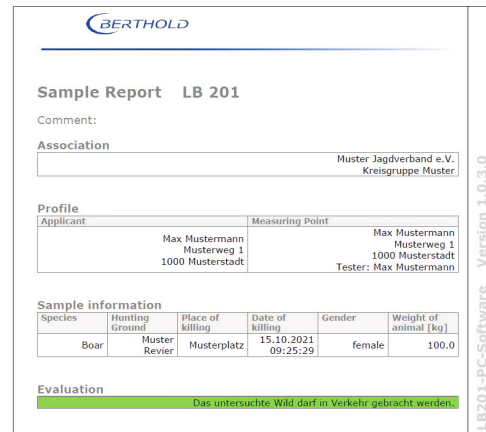 BERTHOLD
Sample Report LB 201
Comment:
Association
Muster Jagdverband e.V.
Kreisgruppe Muster
Profile
Applicant Measuring Point
Max Mustermann Max Mustermann
Musterweg 1 Musterweg 1
1000 Musterstadt 1000 Musterstadt
Tester: Max Mustermann
Sample information
Species Hunting Ground Place of killing Date of killing Gender Weight of animal [kg]
Boar Muster Revier Musterplatz 15.10.2021 09:25:29 female 100.0
Evaluation
Das untersuchte Wild darf in Verkehr gebracht werden.
LB201-PC-Software Version 1.0.3.0